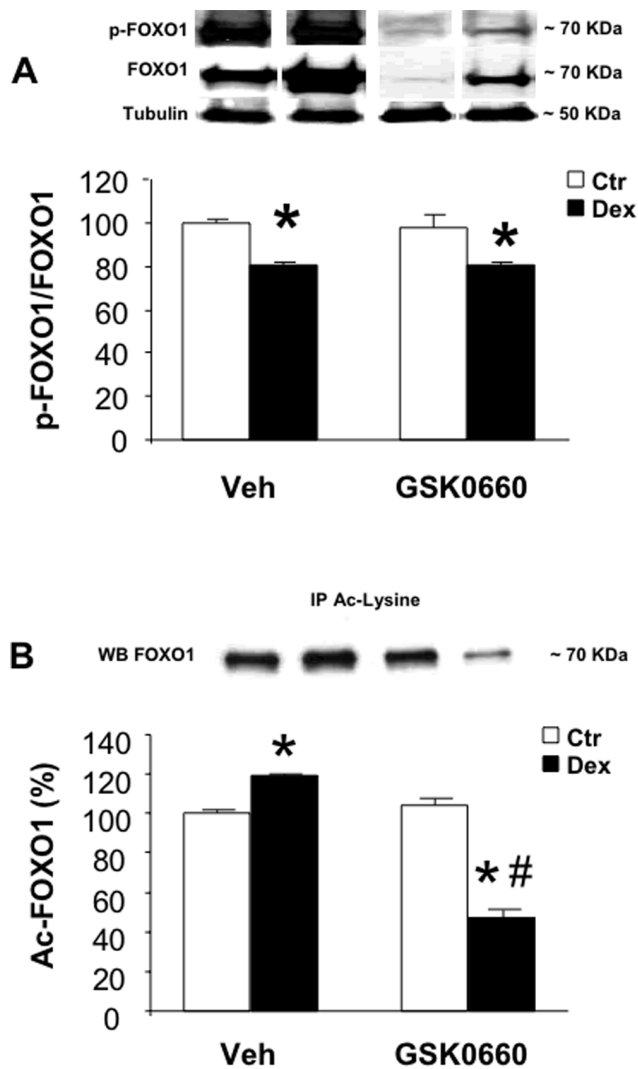 p-FOXO1 ~ 70 KDa
A
FOXO1 ~ 70 KDa
Tubulin ~ 50 KDa
p-FOXO1/FOXO1
120
100
80
60
40
20
0
* *
Ctr
Dex
Veh GSK0660
IP Ac-Lysine
B
WB FOXO1 ~ 70 KDa
Ac-FOXO1 (%)
140
120
100
80
60
40
20
0
*
* #
Ctr
Dex
Veh GSK0660